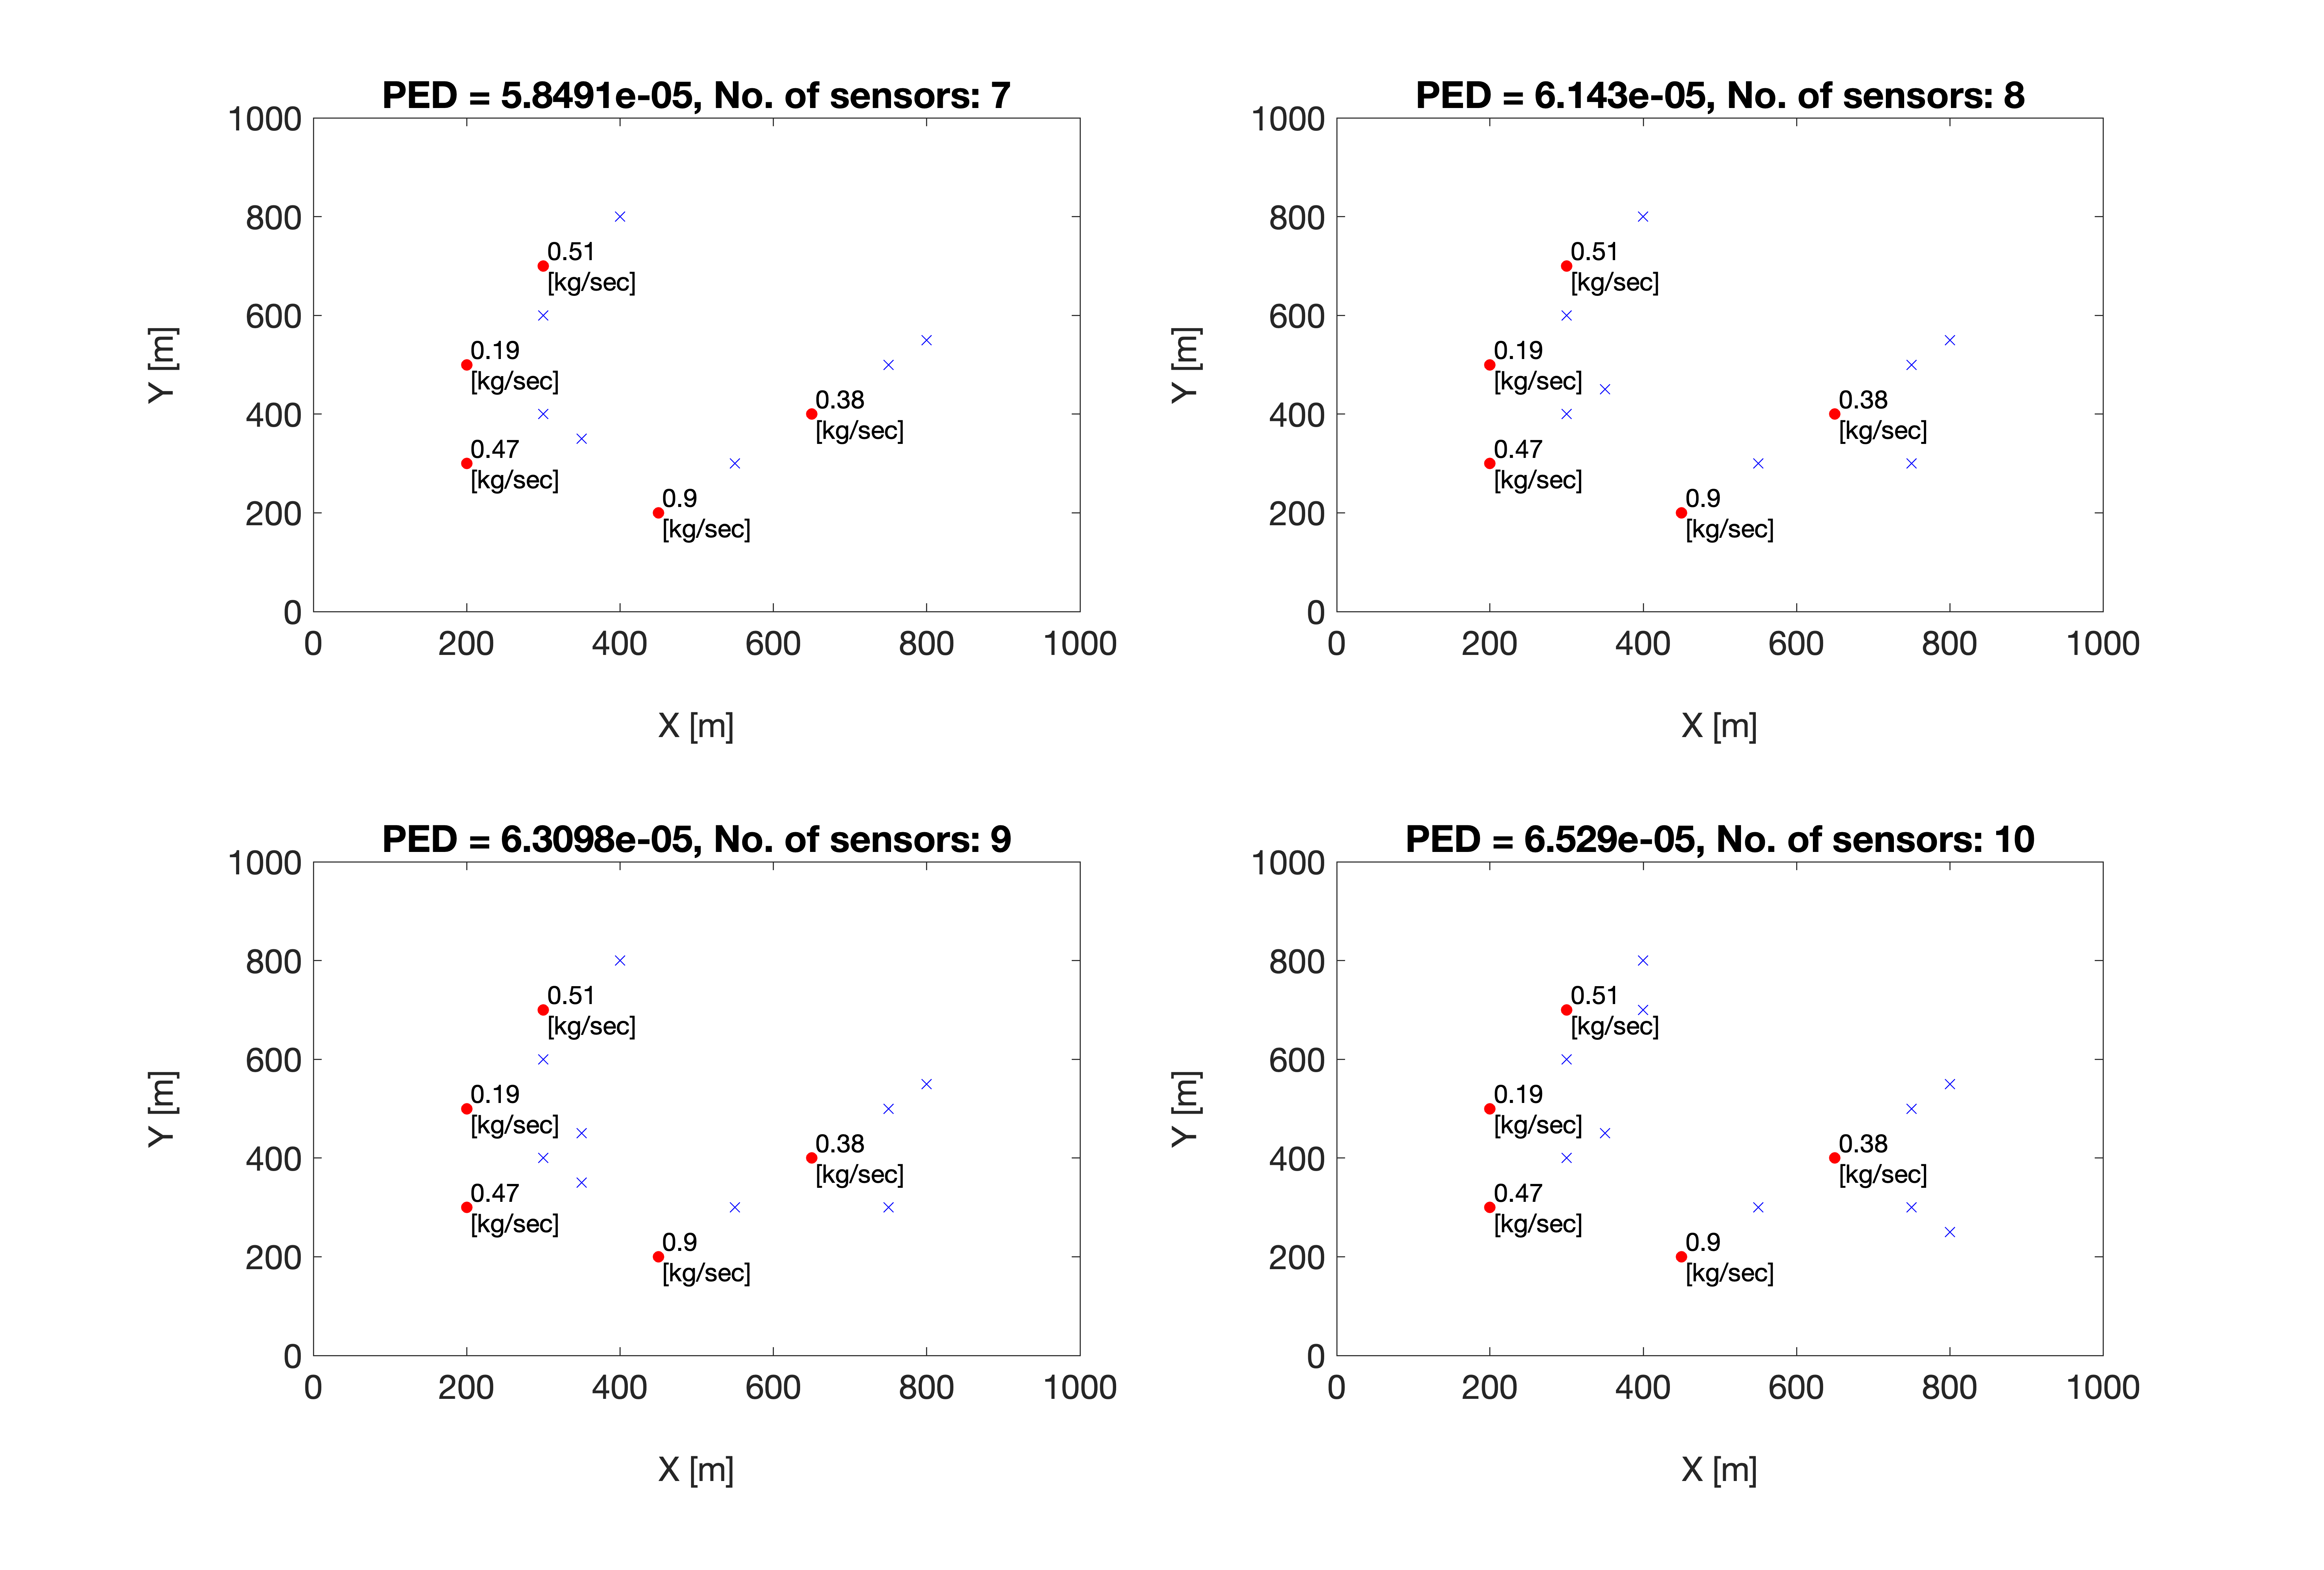 PED = 5.8491e-05, No. of sensors: 7
1000
800
600
400
200
0
Y [m]
0.51
[kg/sec]
0.19
[kg/sec]
0.38
[kg/sec]
0.47
[kg/sec]
0.9
[kg/sec]
0 200 400 600 800 1000
X [m]
PED = 6.143e-05, No. of sensors: 8
1000
800
600
400
200
0
Y [m]
0.51
[kg/sec]
0.19
[kg/sec]
0.38
[kg/sec]
0.47
[kg/sec]
0.9
[kg/sec]
0 200 400 600 800 1000
X [m]
PED = 6.3098e-05, No. of sensors: 9
1000
800
600
400
200
0
Y [m]
0.51
[kg/sec]
0.19
[kg/sec]
0.38
[kg/sec]
0.47
[kg/sec]
0.9
[kg/sec]
0 200 400 600 800 1000
X [m]
PED = 6.529e-05, No. of sensors: 10
1000
800
600
400
200
0
Y [m]
0.51
[kg/sec]
0.19
[kg/sec]
0.38
[kg/sec]
0.47
[kg/sec]
0.9
[kg/sec]
0 200 400 600 800 1000
X [m]